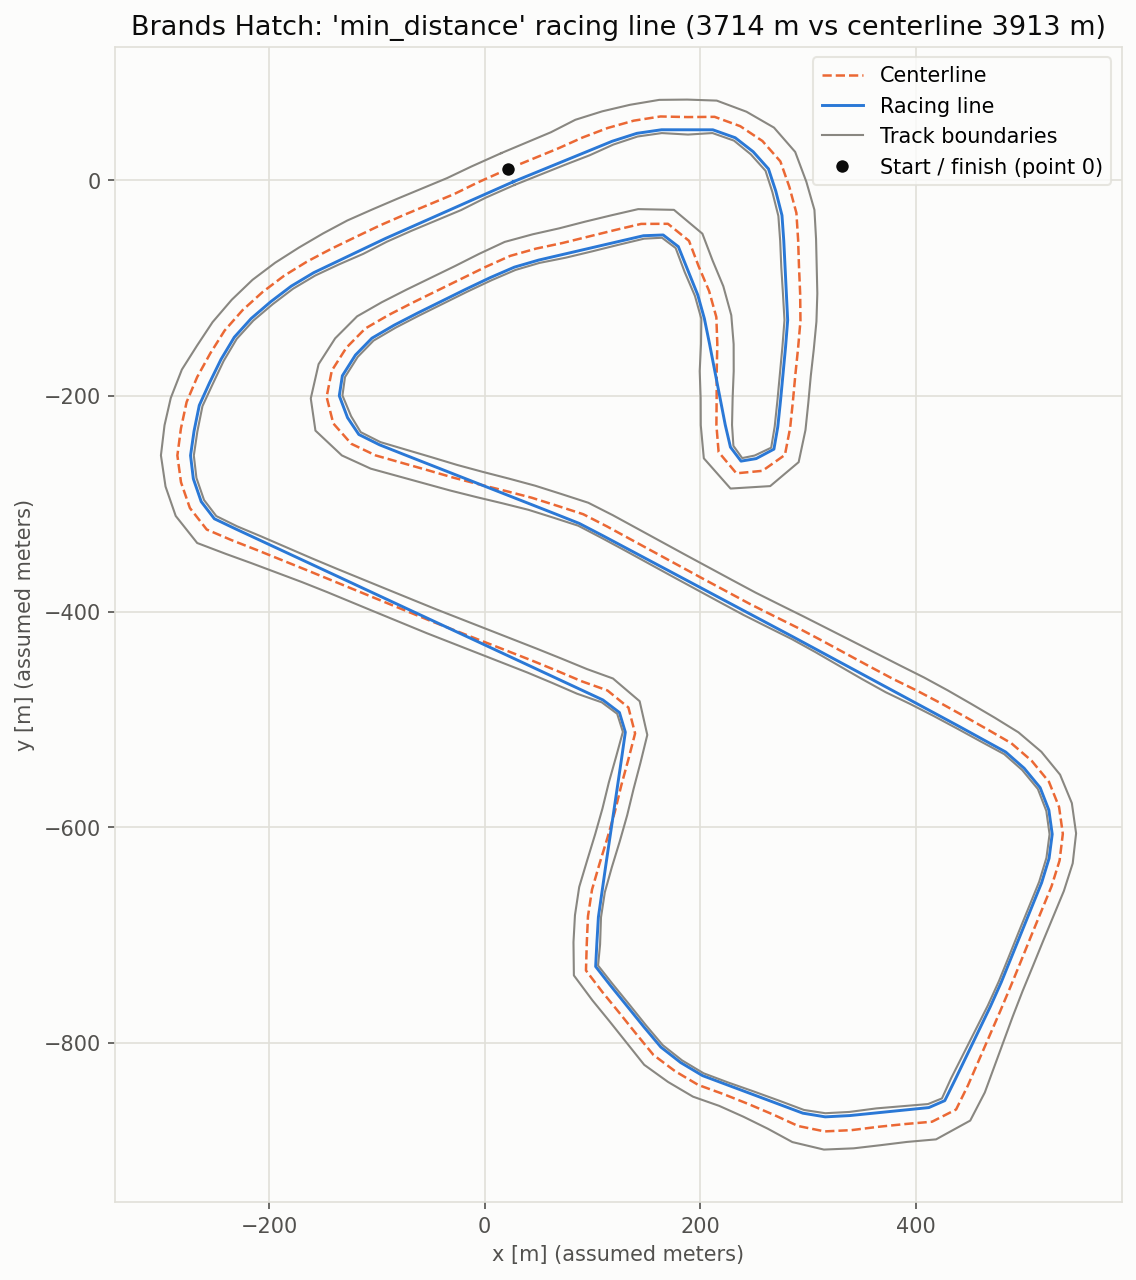 Brands Hatch: 'min_distance' racing line (3714 m vs centerline 3913 m)
Centerline
Racing line
Track boundaries
Start / finish (point 0)
0
−200
−400
−600
−800
y [m] (assumed meters)
−200
0
200
400
x [m] (assumed meters)